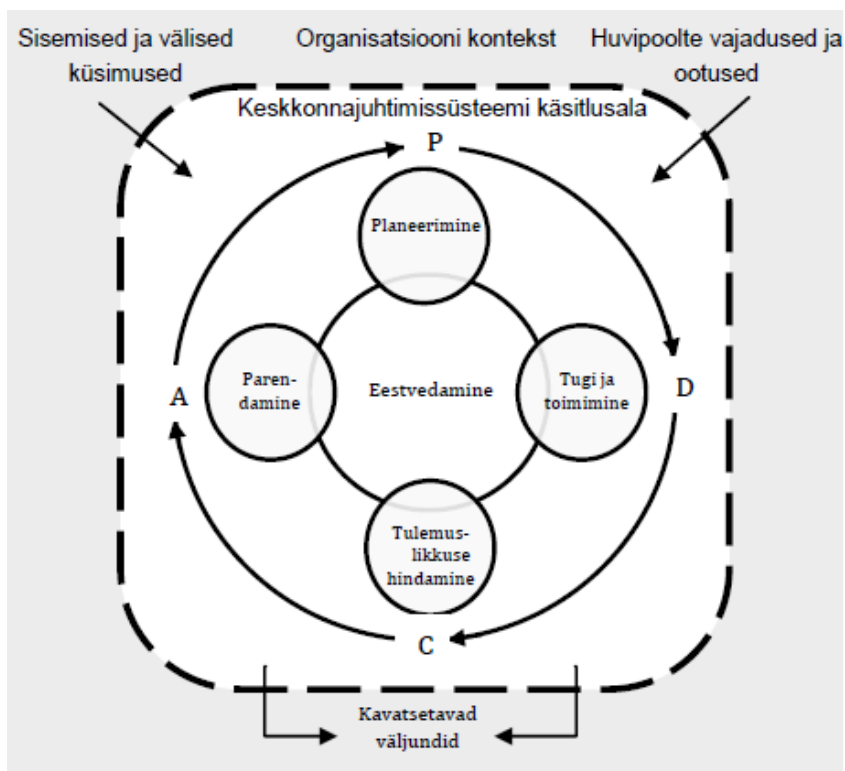 Sisemised ja välised
küsimused
Organisatsiooni kontekst
Huvipoolte vajadused ja
ootused
Keskkonnajuhtimissüsteemi käsitlusala
P
Planeerimine
A
Paren-
damine
Eestvedamine
Tugi ja
toimimine
D
Tulemus-
likkuse
hindamine
C
Kavatsetavad
väljundid